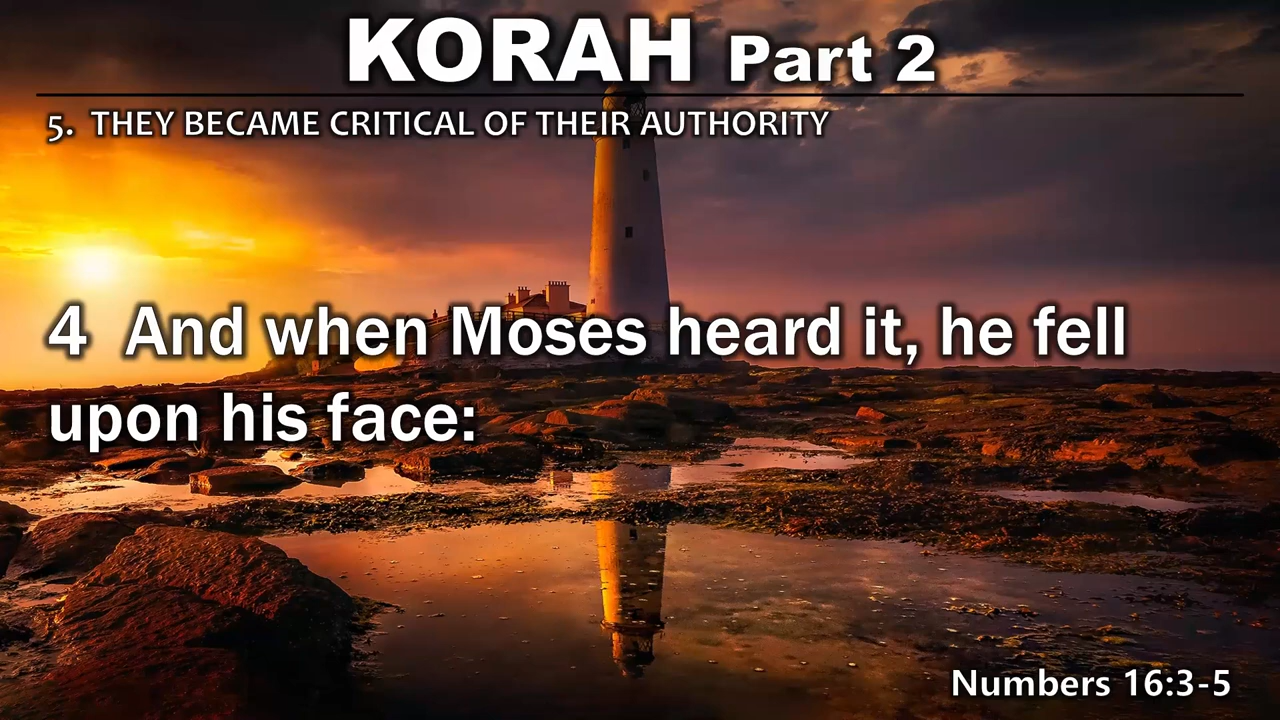 KORAH Part 2
5. THEY BECAME CRITICAL OF THEIR AUTHORITY
4 And when Moses heard it, he fell
upon his face:
Numbers 16:3-5